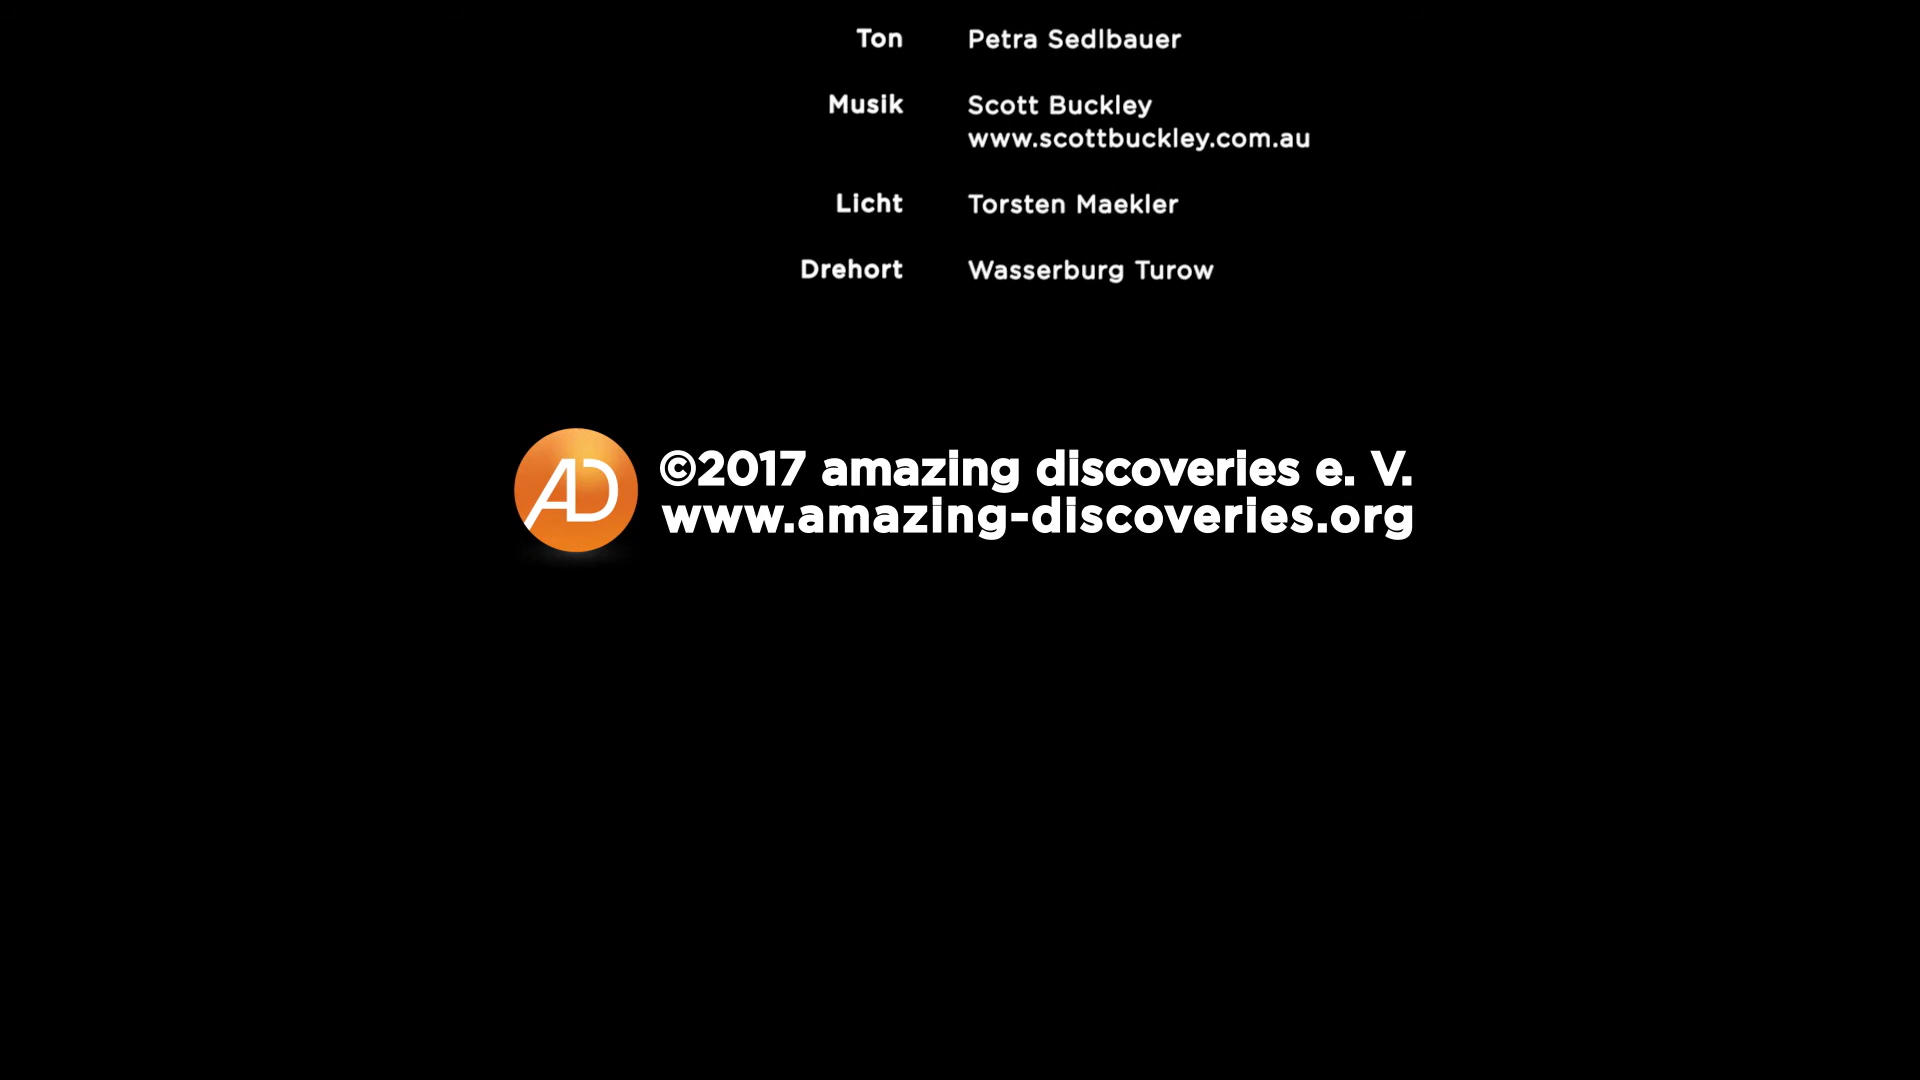 Ton Petra Sedlbauer
Musik Scott Buckley
www.scottbuckley.com.au
Licht Torsten Maekler
Drehort Wasserburg Turow
AD
©2017 amazing discoveries e. V.
www.amazing-discoveries.org